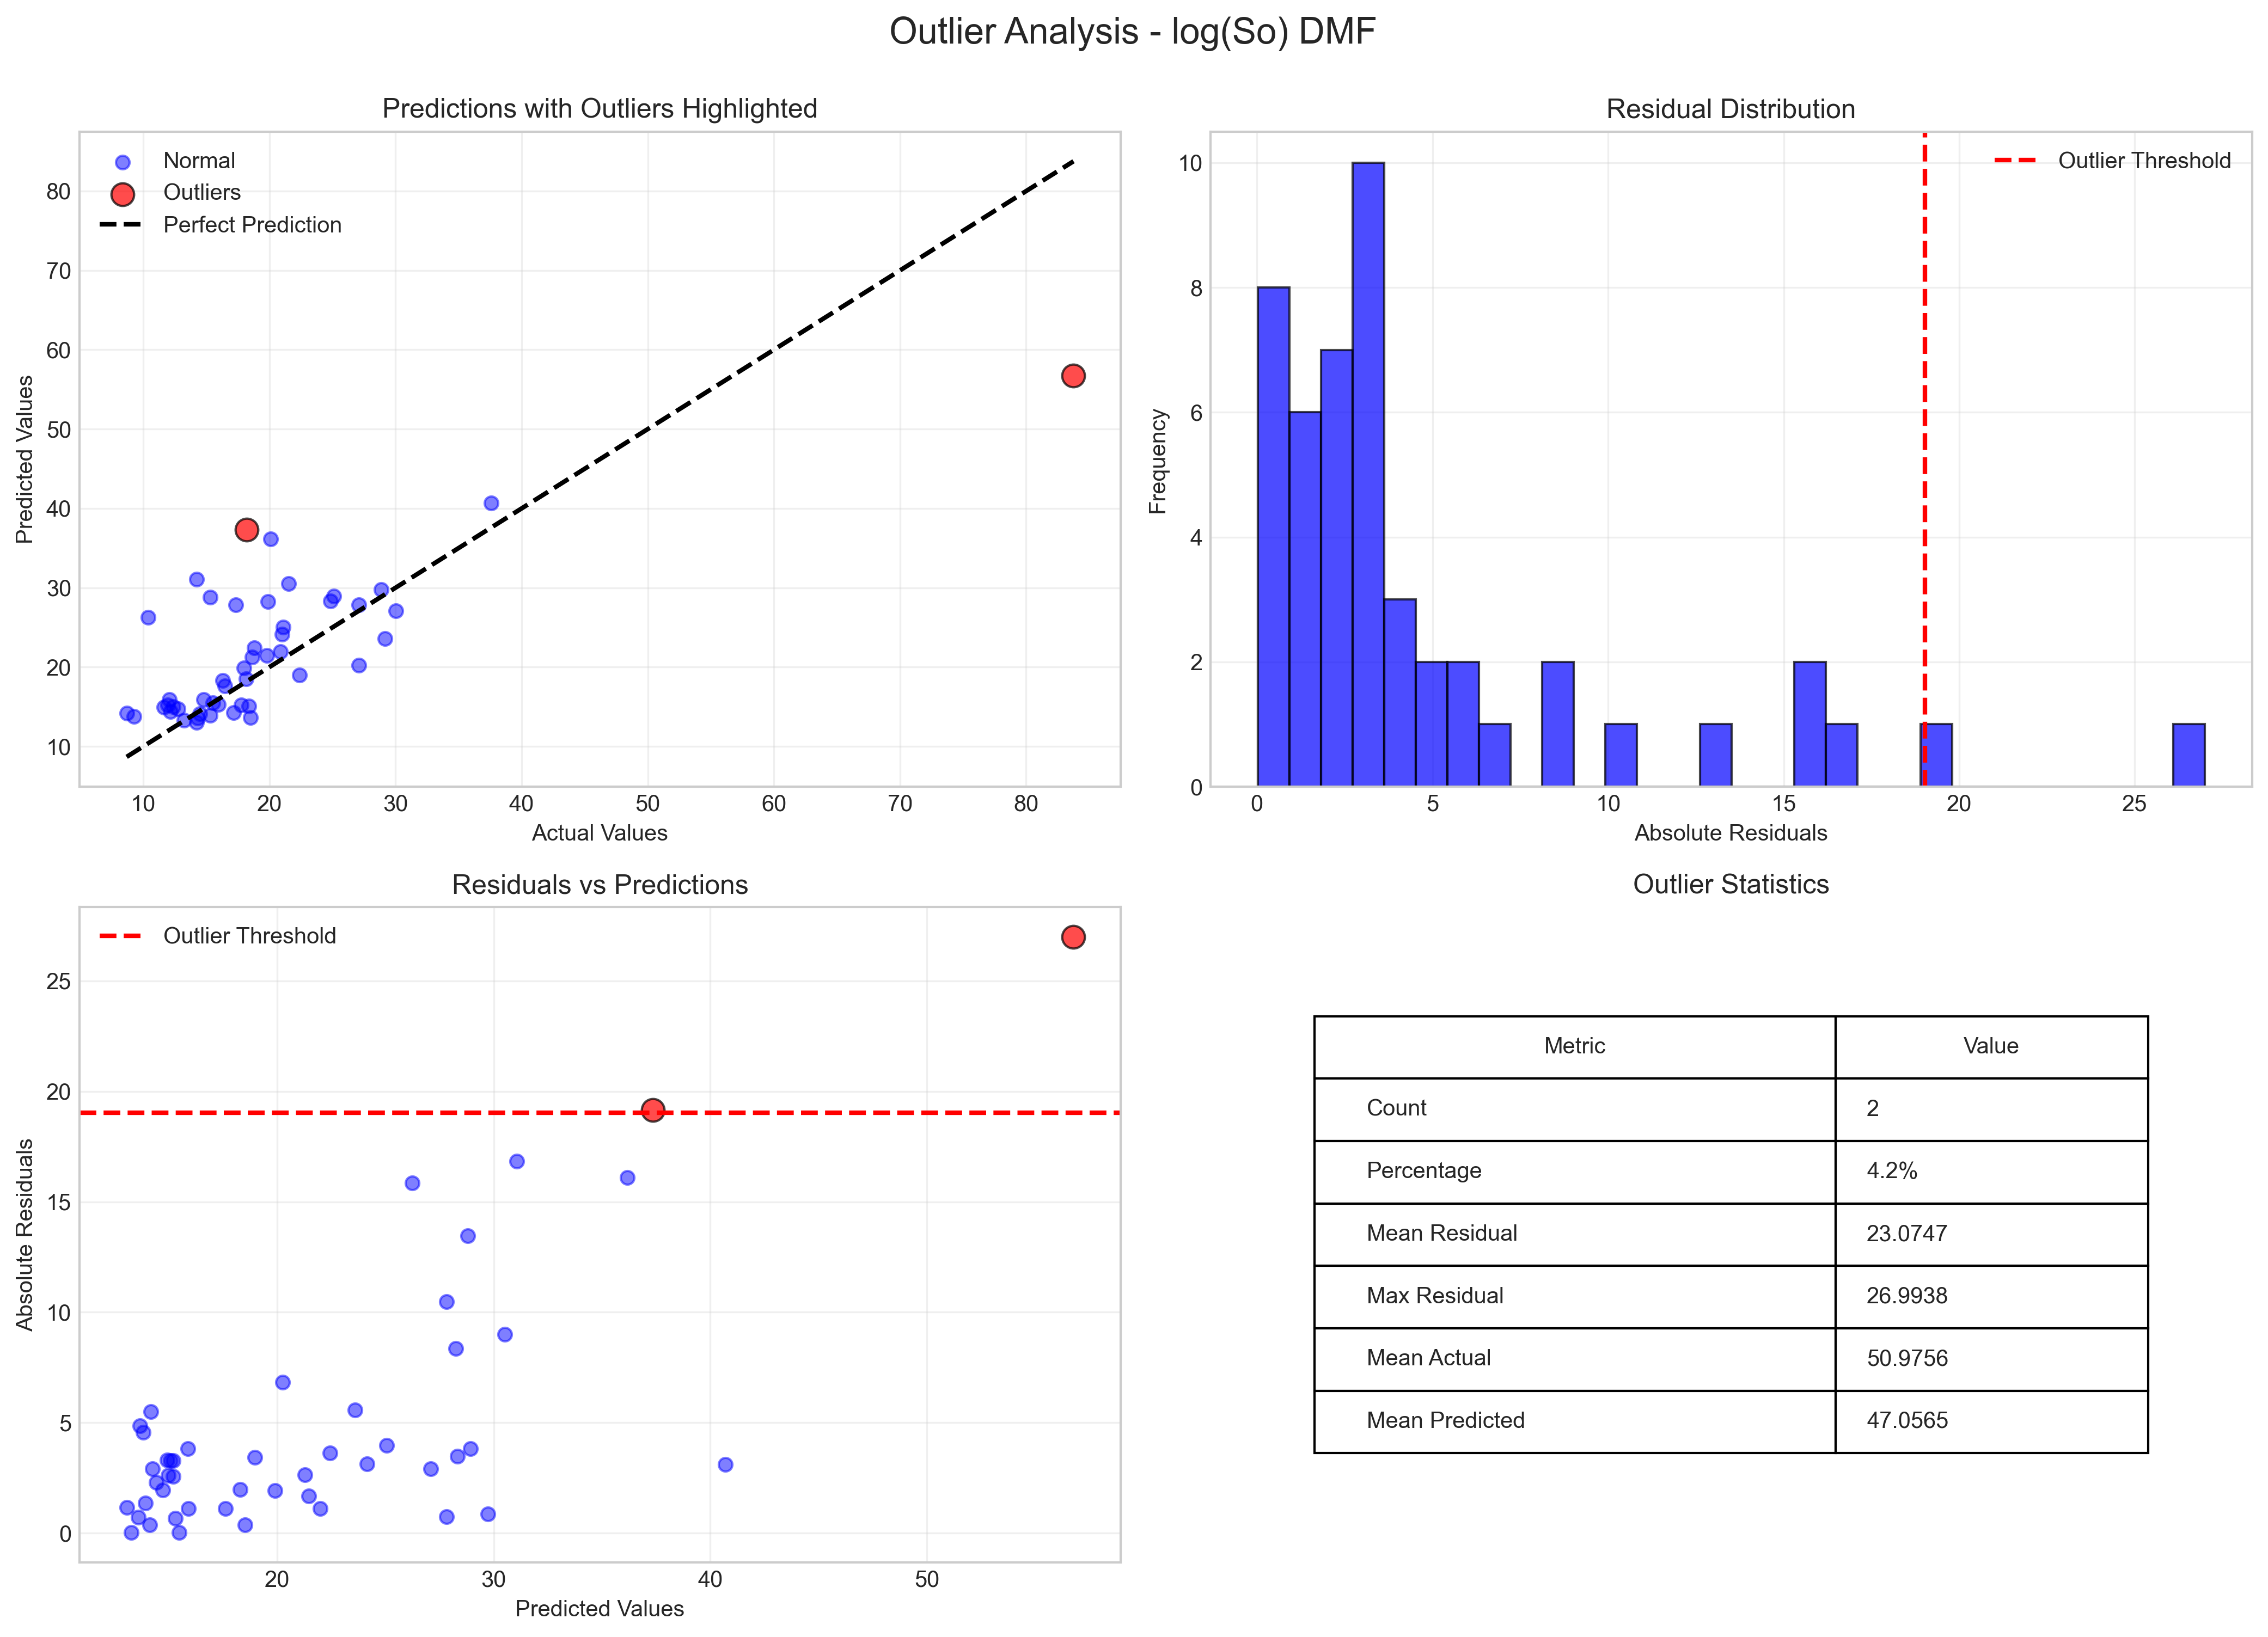 Outlier Analysis - log(So) DMF
Predictions with Outliers Highlighted
Normal
Outliers
Perfect Prediction
80
70
60
50
40
30
20
10
Predicted Values
10 20 30 40 50 60 70 80
Actual Values
Residual Distribution
Outlier Threshold
10
8
6
4
2
0
Frequency
0 5 10 15 20 25
Absolute Residuals
Residuals vs Predictions
Outlier Threshold
25
20
15
10
5
0
Absolute Residuals
20 30 40 50
Predicted Values
Outlier Statistics
Metric Value
Count 2
Percentage 4.2%
Mean Residual 23.0747
Max Residual 26.9938
Mean Actual 50.9756
Mean Predicted 47.0565